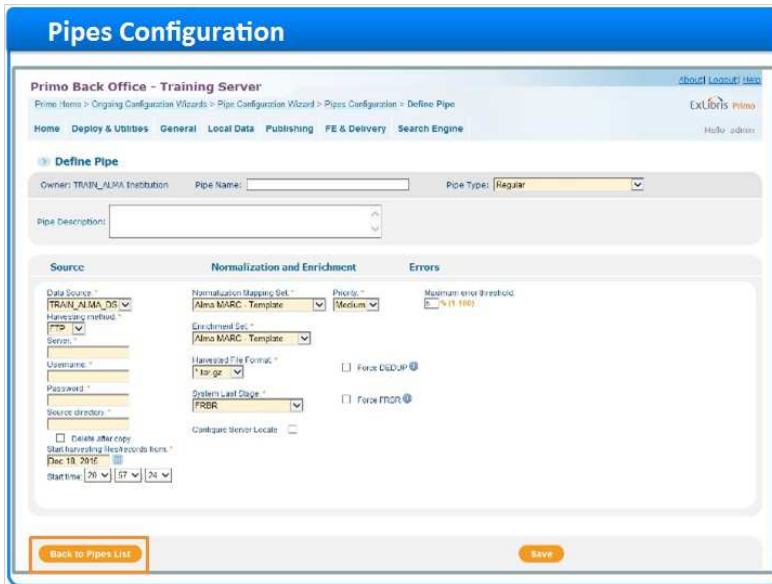 Pipes Configuration
Primo Back Office - Training Server
About| Logout| Help
Primo Home > Ongoing Configuration Wizards > Pipe Configuration Wizard > Pipes Configuration > Define Pipe
ExLibris Primo
Home Deploy & Utilities General Local Data Publishing FE & Delivery Search Engine
Hello admin
Define Pipe
Owner: TRAIN_ALMA Institution Pipe Name: Pipe Type: Regular
Pipe Description:
Source Normalization and Enrichment Errors
Data Source: * Normalization Mapping Set: * Priority: * Maximum error threshold:
TRAIN_ALMA_DS Alma MARC - Template Medium 5 % (1-100)
Harvesting method: *
FTP
Enrichment Set: *
Server: *
Alma MARC - Template
Username: *
Harvested File Format: *
*.tar.gz Force DEDUP
Password: *
System Last Stage: *
FRBR Force FRBR
Source directory: *
Configure Server Locale
Delete after copy
Start harvesting files/records from: *
Dec 18, 2015
Start time: 20 57 24
Back to Pipes List Save